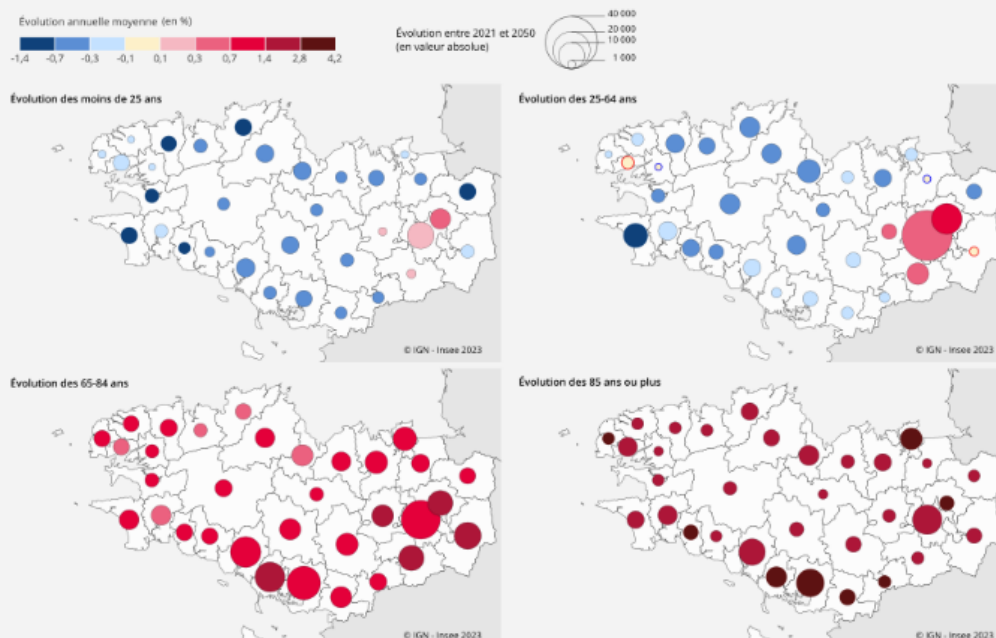 Évolution annuelle moyenne (en %)
-1,4 -0,7 -0,3 -0,1 0,1 0,3 0,7 1,4 2,8 4,2
Évolution entre 2021 et 2050
(en valeur absolue)
40 000
20 000
10 000
1 000
Évolution des moins de 25 ans
© IGN - Insee 2023
Évolution des 25-64 ans
© IGN - Insee 2023
Évolution des 65-84 ans
© IGN - Insee 2023
Évolution des 85 ans ou plus
© IGN - Insee 2023